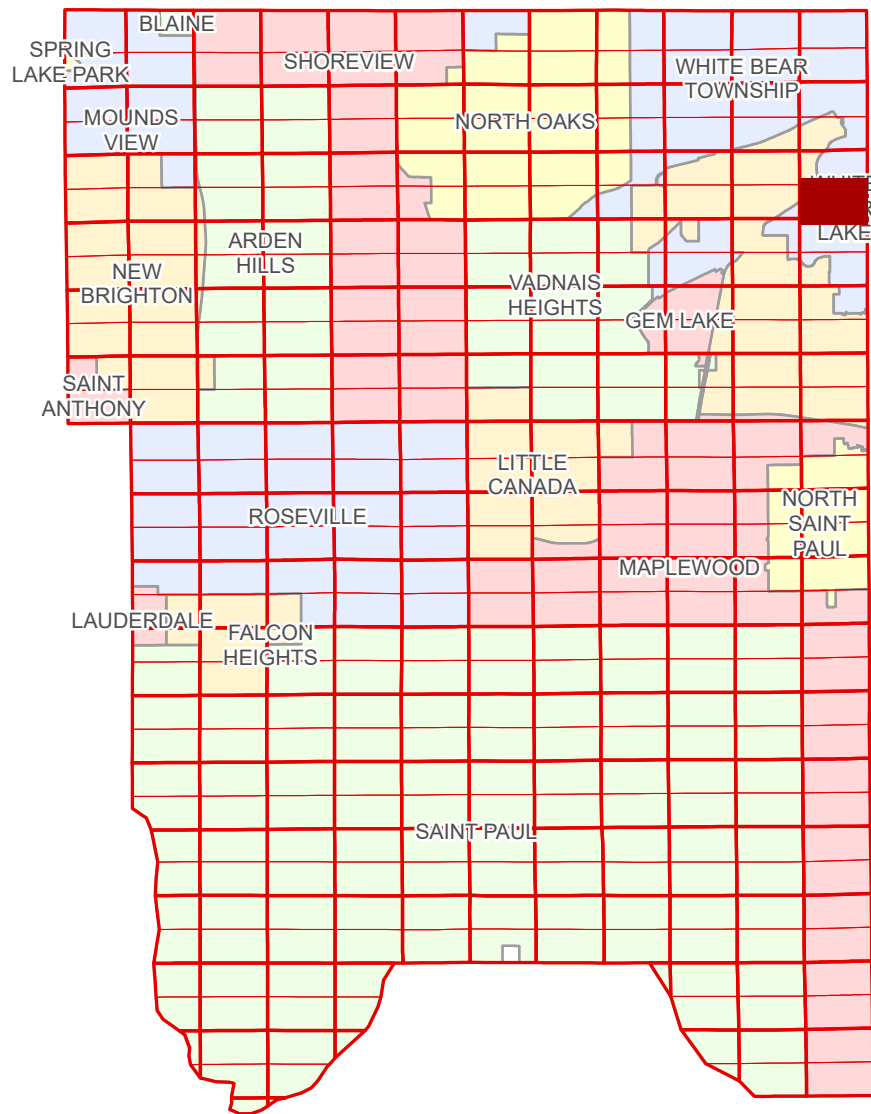 BLAINE
SPRING
LAKE PARK
SHOREVIEW
WHITE BEAR
TOWNSHIP
MOUNDS
VIEW
NORTH OAKS
LAKE
ARDEN
HILLS
NEW
BRIGHTON
VADNAIS
HEIGHTS
GEM LAKE
SAINT
ANTHONY
LITTLE
CANADA
NORTH
SAINT
PAUL
ROSEVILLE
MAPLEWOOD
LAUDERDALE
FALCON
HEIGHTS
SAINT PAUL